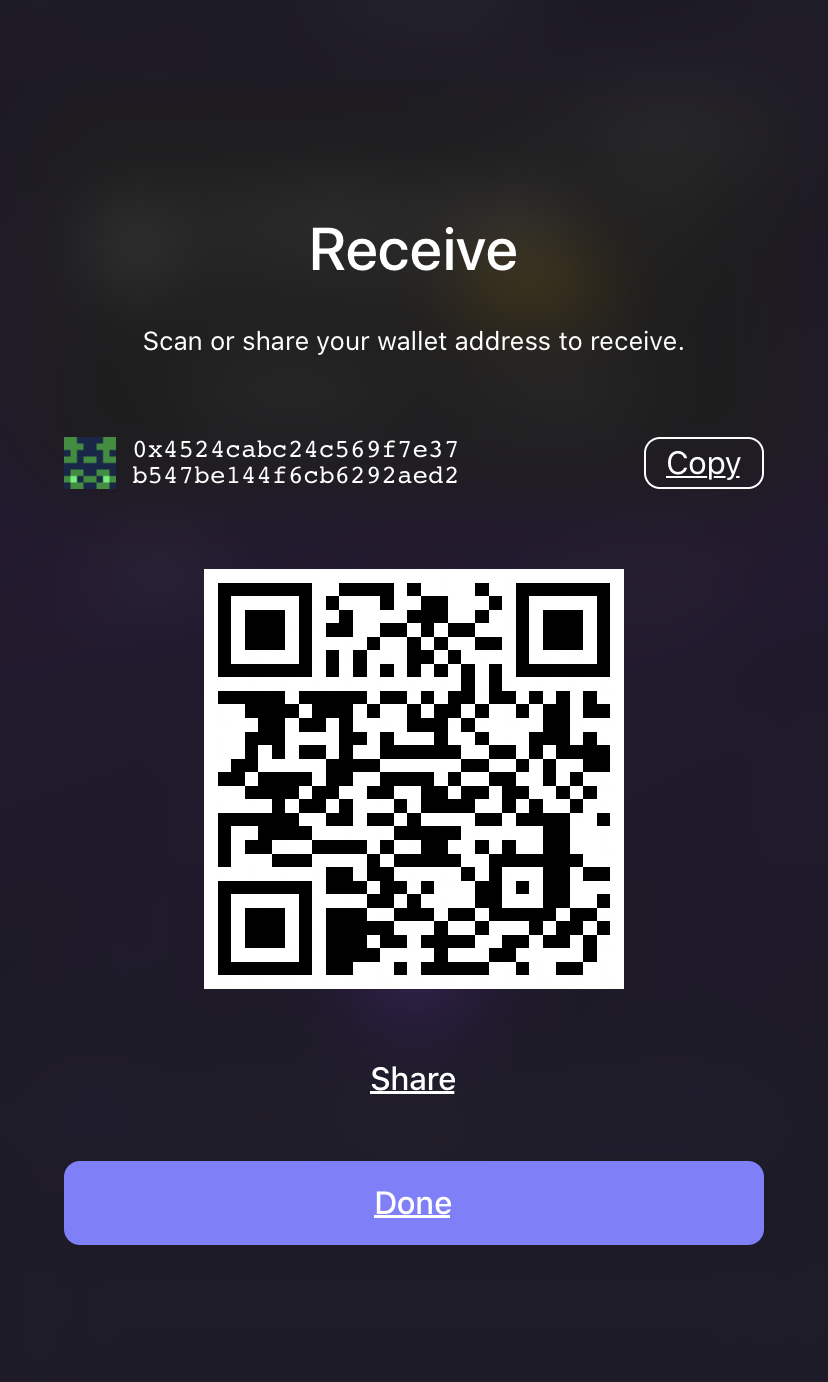 Receive
Scan or share your wallet address to receive.
0x4524cabc24c569f7e37
b547be144f6cb6292aed2
Copy
Share
Done